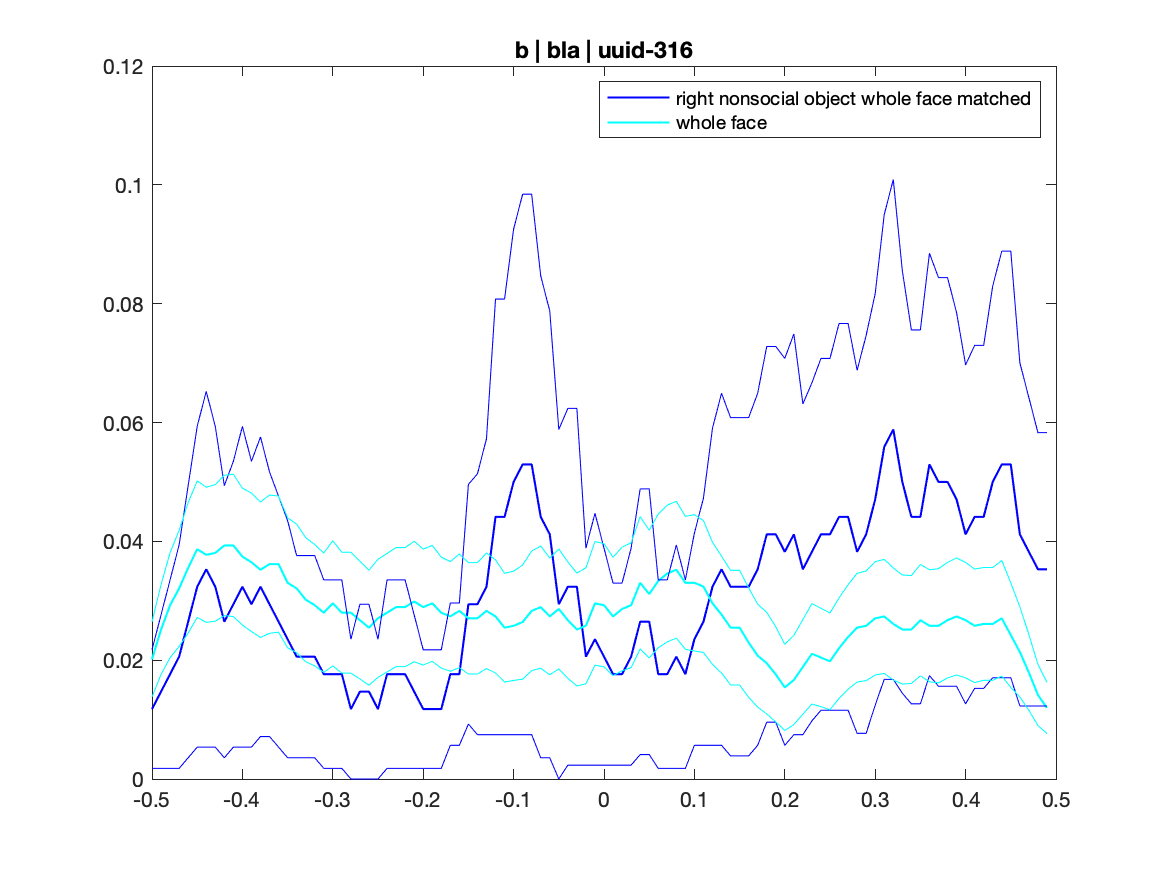 b | bla | uuid-316
0.12
right nonsocial object whole face matched
whole face
0.1
0.08
0.06
0.04
0.02
0
-0.5 -0.4 -0.3 -0.2 -0.1 0 0.1 0.2 0.3 0.4 0.5